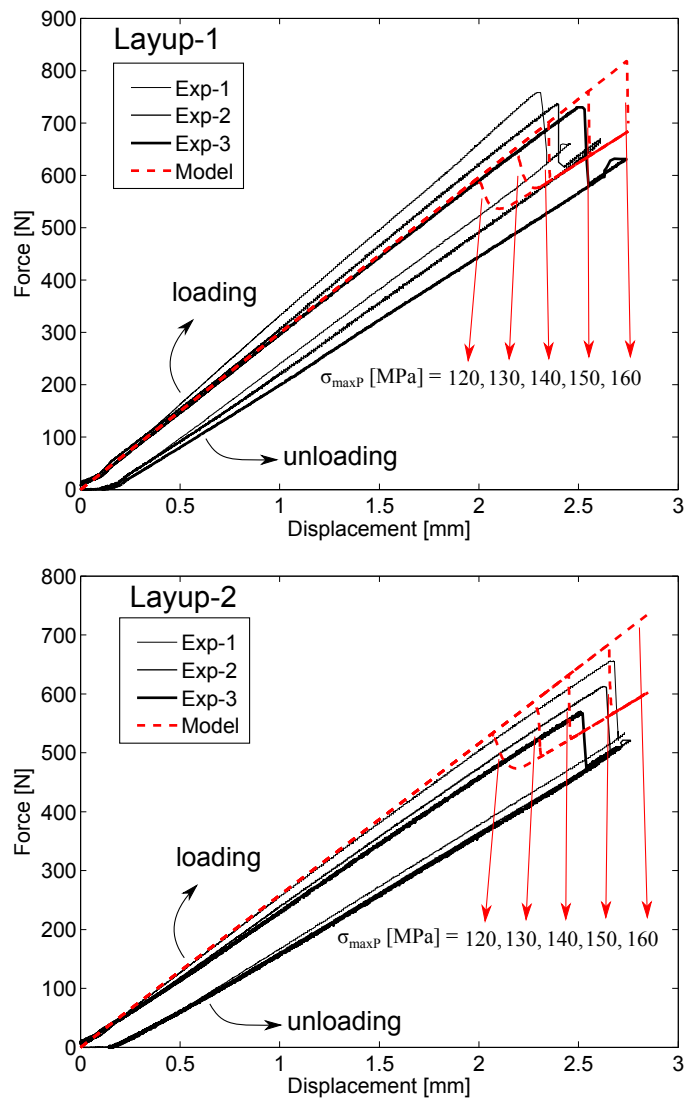 900
Layup-1
800
Exp-1
700
Exp-2
Exp-3
600
Model
500
Force [N]
400
loading
300
σmaxP [MPa] = 120, 130, 140, 150, 160
200
100
unloading
0
0 0.5 1 1.5 2 2.5 3
Displacement [mm]
800
Layup-2
700
Exp-1
Exp-2
600
Exp-3
Model
500
Force [N]
400
loading
300
200
σmaxP [MPa] = 120, 130, 140, 150, 160
100
unloading
0
0 0.5 1 1.5 2 2.5 3
Displacement [mm]